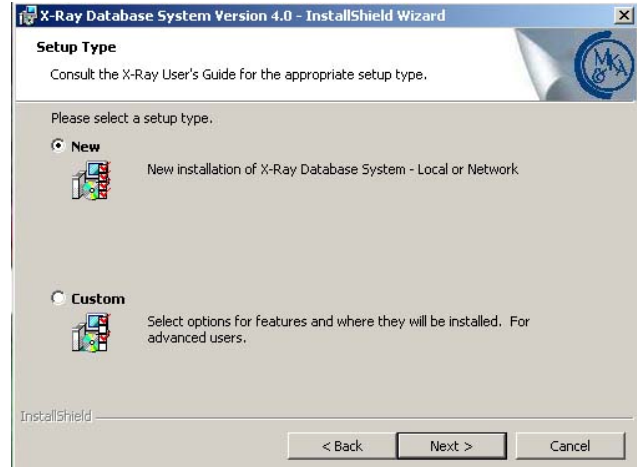 X-Ray Database System Version 4.0 - InstallShield Wizard
Setup Type
Consult the X-Ray User's Guide for the appropriate setup type.
MK&A
Please select a setup type.
New
New installation of X-Ray Database System - Local or Network
Custom
Select options for features and where they will be installed. For
advanced users.
InstallShield
< Back Next > Cancel